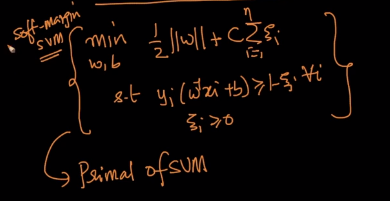 soft-margin
SVM
min 1/2 ||w|| + C Σ ξi
w,b i=1 n
s.t yi(wᵀxi+b) ≥ 1-ξi ∀i
ξi ≥ 0
Primal of SVM